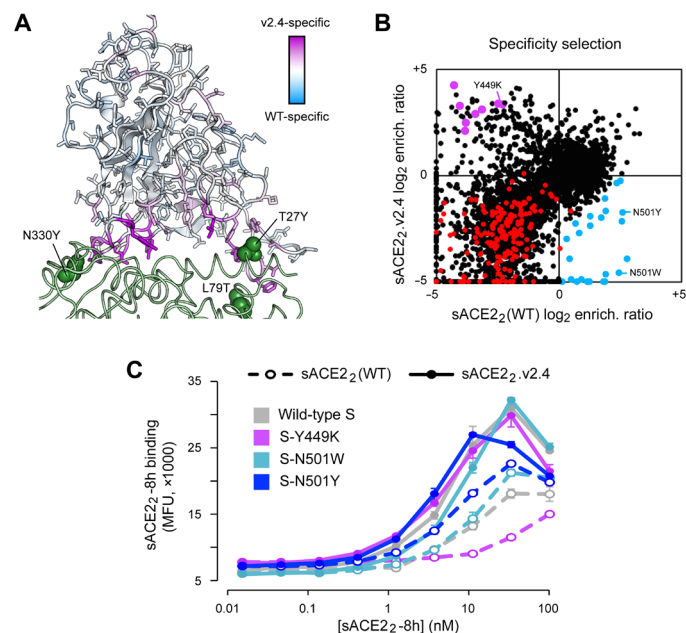 A
v2.4-specific
WT-specific
N330Y
T27Y
L79T
B
Specificity selection
+5
Y449K
0
N501Y
N501W
-5
-5
0
+5
sACE2₂.v2.4 log₂ enrich. ratio
sACE2₂(WT) log₂ enrich. ratio
C
sACE2₂(WT)
sACE2₂.v2.4
35
25
15
5
Wild-type S
S-Y449K
S-N501W
S-N501Y
sACE2₂-8h binding
(MFU, ×1000)
0.01
0.1
1
10
100
[sACE2₂-8h] (nM)